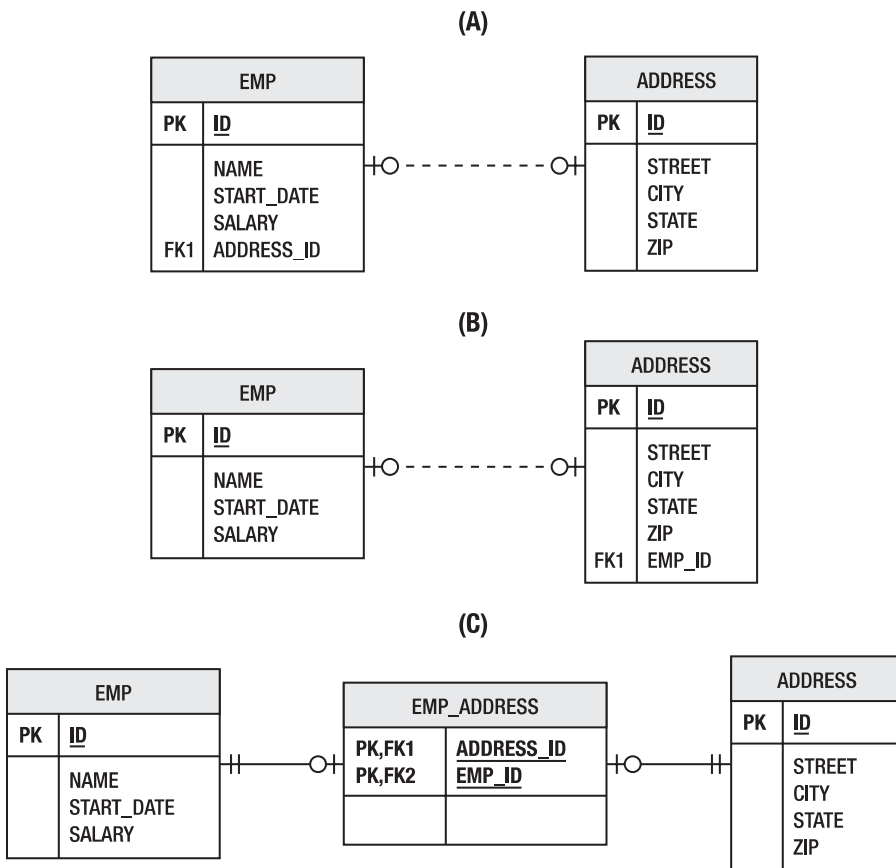 (A)
EMP
PK ID
NAME
START_DATE
SALARY
FK1 ADDRESS_ID
ADDRESS
PK ID
STREET
CITY
STATE
ZIP
(B)
EMP
PK ID
NAME
START_DATE
SALARY
ADDRESS
PK ID
STREET
CITY
STATE
ZIP
FK1 EMP_ID
(C)
EMP
PK ID
NAME
START_DATE
SALARY
EMP_ADDRESS
PK,FK1 ADDRESS_ID
PK,FK2 EMP_ID
ADDRESS
PK ID
STREET
CITY
STATE
ZIP